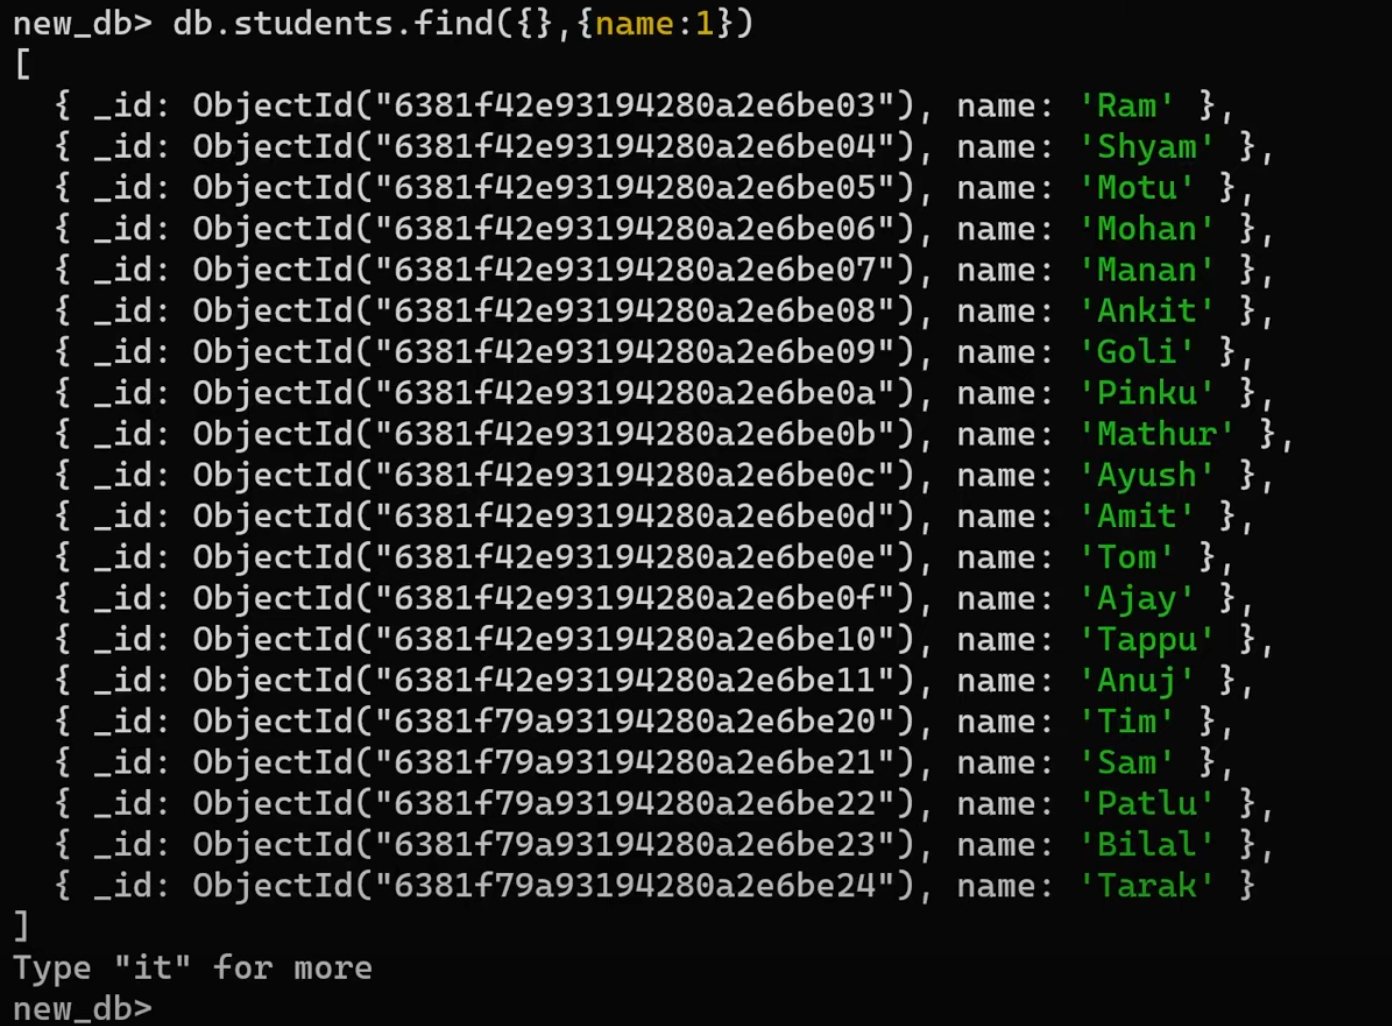 new_db> db.students.find({},{name:1})
[
  { _id: ObjectId("6381f42e93194280a2e6be03"), name: 'Ram' },
  { _id: ObjectId("6381f42e93194280a2e6be04"), name: 'Shyam' },
  { _id: ObjectId("6381f42e93194280a2e6be05"), name: 'Motu' },
  { _id: ObjectId("6381f42e93194280a2e6be06"), name: 'Mohan' },
  { _id: ObjectId("6381f42e93194280a2e6be07"), name: 'Manan' },
  { _id: ObjectId("6381f42e93194280a2e6be08"), name: 'Ankit' },
  { _id: ObjectId("6381f42e93194280a2e6be09"), name: 'Goli' },
  { _id: ObjectId("6381f42e93194280a2e6be0a"), name: 'Pinku' },
  { _id: ObjectId("6381f42e93194280a2e6be0b"), name: 'Mathur' },
  { _id: ObjectId("6381f42e93194280a2e6be0c"), name: 'Ayush' },
  { _id: ObjectId("6381f42e93194280a2e6be0d"), name: 'Amit' },
  { _id: ObjectId("6381f42e93194280a2e6be0e"), name: 'Tom' },
  { _id: ObjectId("6381f42e93194280a2e6be0f"), name: 'Ajay' },
  { _id: ObjectId("6381f42e93194280a2e6be10"), name: 'Tappu' },
  { _id: ObjectId("6381f42e93194280a2e6be11"), name: 'Anuj' },
  { _id: ObjectId("6381f79a93194280a2e6be20"), name: 'Tim' },
  { _id: ObjectId("6381f79a93194280a2e6be21"), name: 'Sam' },
  { _id: ObjectId("6381f79a93194280a2e6be22"), name: 'Patlu' },
  { _id: ObjectId("6381f79a93194280a2e6be23"), name: 'Bilal' },
  { _id: ObjectId("6381f79a93194280a2e6be24"), name: 'Tarak' }
]
Type "it" for more
new_db>